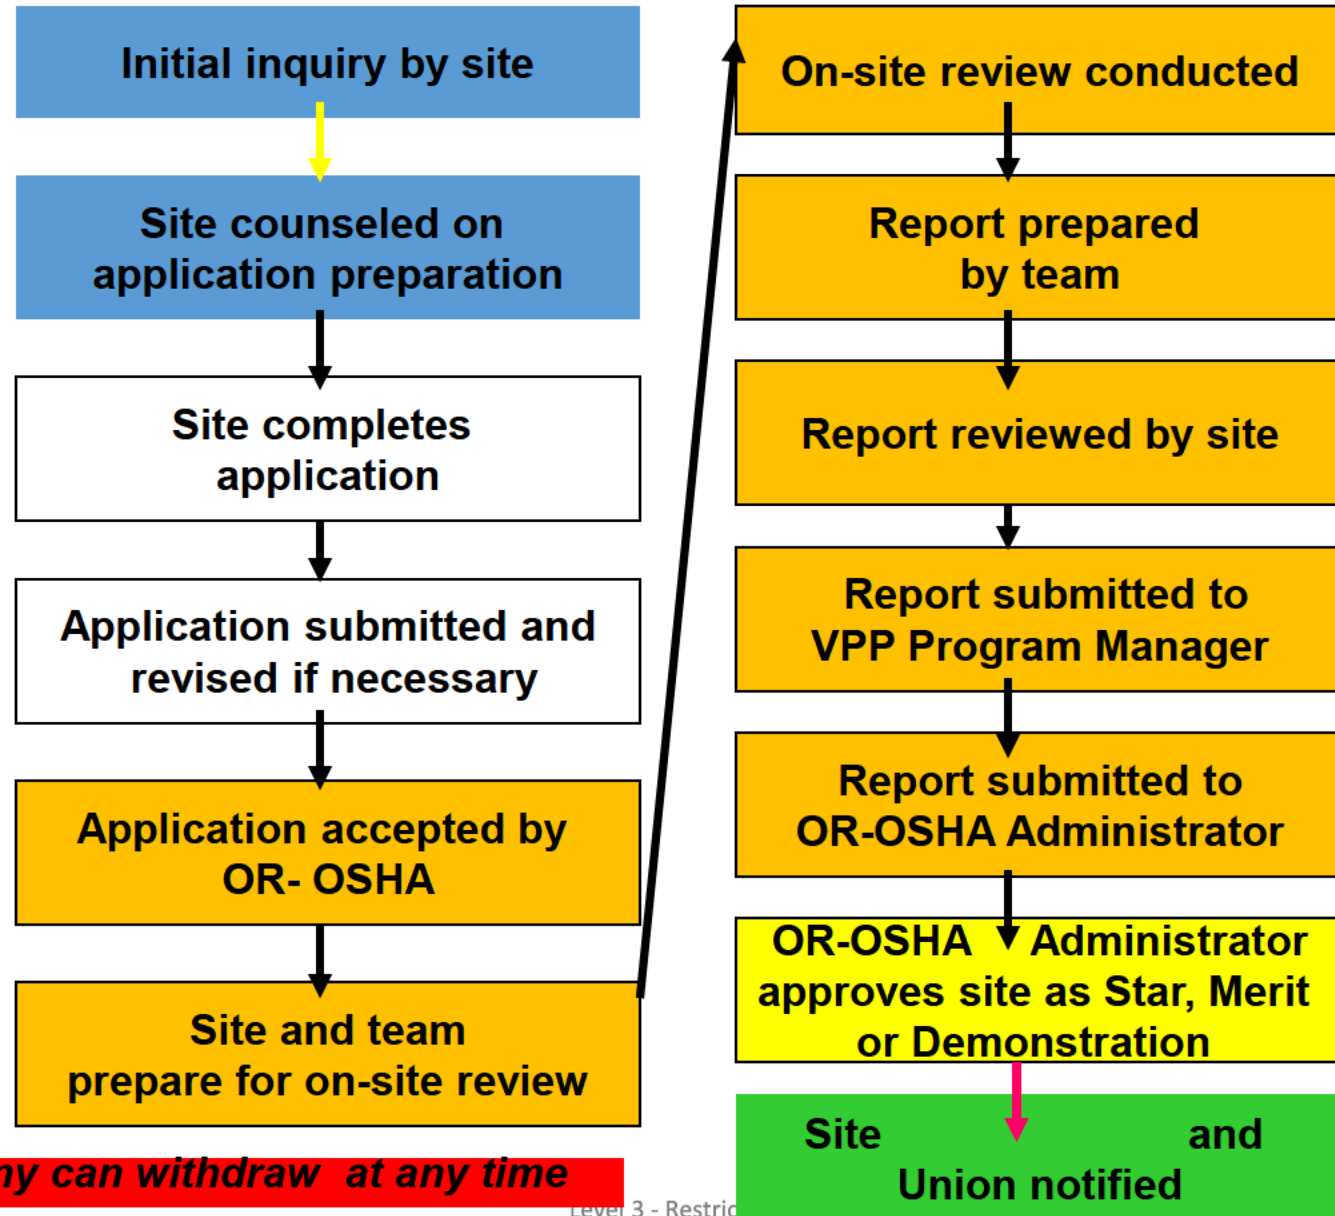 Initial inquiry by site
Site counseled on
application preparation
Site completes
application
Application submitted and
revised if necessary
Application accepted by
OR- OSHA
Site and team
prepare for on-site review
can withdraw at any time
On-site review conducted
Report prepared
by team
Report reviewed by site
Report submitted to
VPP Program Manager
Report submitted to
OR-OSHA Administrator
OR-OSHA Administrator
approves site as Star, Merit
or Demonstration
Site and
Union notified
Level 3 -